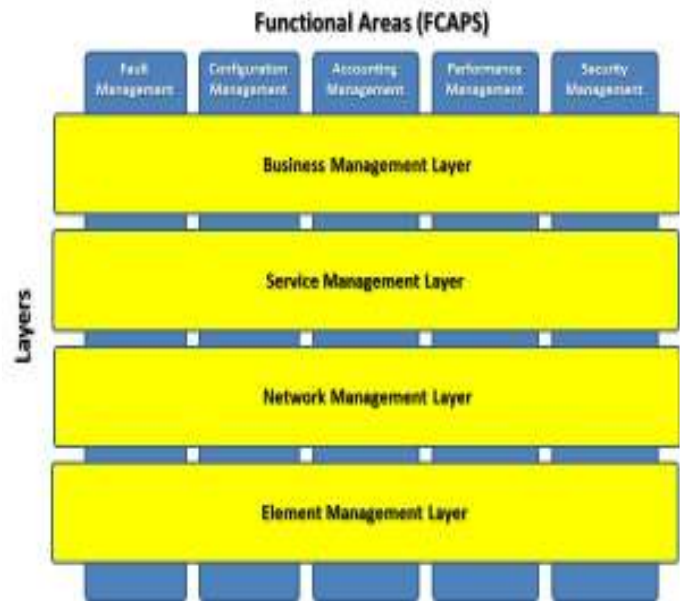 Functional Areas (FCAPS)
Fault
Management
Configuration
Management
Accounting
Management
Performance
Management
Security
Management
Business Management Layer
Service Management Layer
Layers
Network Management Layer
Element Management Layer